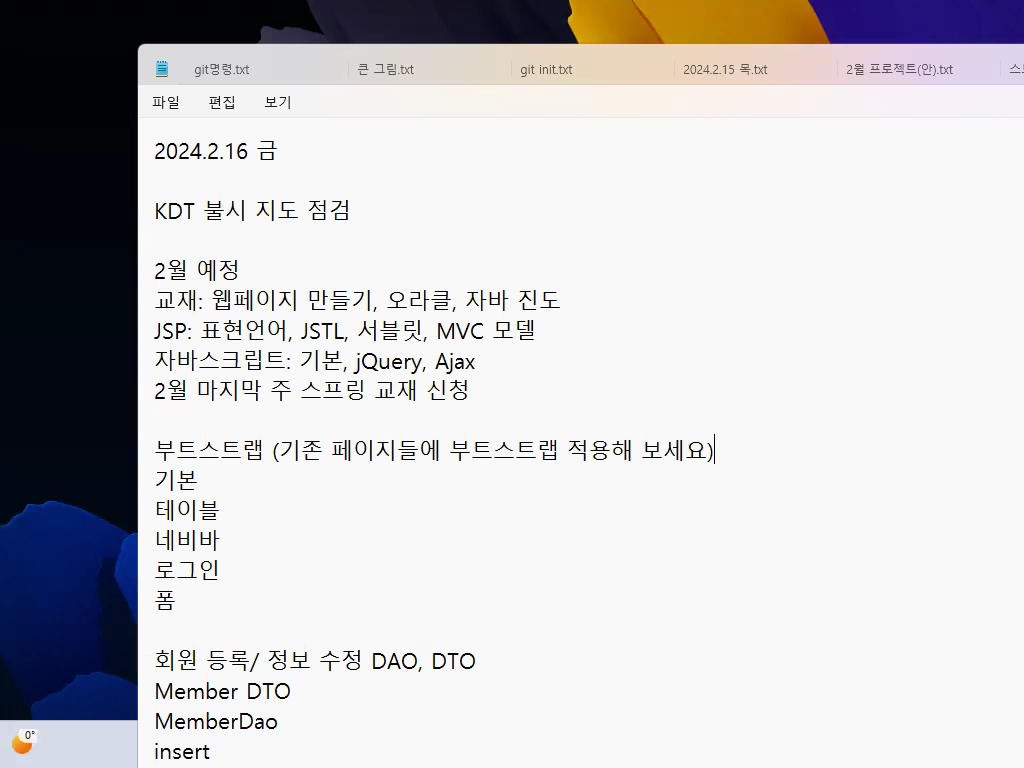 git명령.txt 큰 그림.txt git init.txt 2024.2.15 목.txt 2월 프로젝트(안).txt
파일 편집 보기
2024.2.16 금
KDT 불시 지도 점검
2월 예정
교재: 웹페이지 만들기, 오라클, 자바 진도
JSP: 표현언어, JSTL, 서블릿, MVC 모델
자바스크립트: 기본, jQuery, Ajax
2월 마지막 주 스프링 교재 신청
부트스트랩 (기존 페이지들에 부트스트랩 적용해 보세요)
기본
테이블
네비바
로그인
폼
회원 등록/ 정보 수정 DAO, DTO
Member DTO
MemberDao
insert
0°